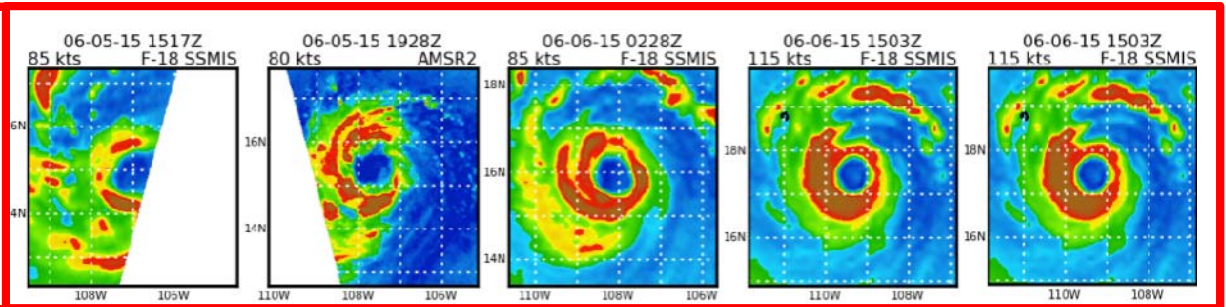 06-05-15 1517Z
85 kts F-18 SSMIS
6N
4N
108W 106W
06-05-15 1928Z
80 kts AMSR2
16N
14N
110W 108W 106W
06-06-15 0228Z
85 kts F-18 SSMIS
18N
16N
14N
110W 108W 106W
06-06-15 1503Z
115 kts F-18 SSMIS
18N
16N
110W 108W
06-06-15 1503Z
115 kts F-18 SSMIS
18N
16N
110W 108W